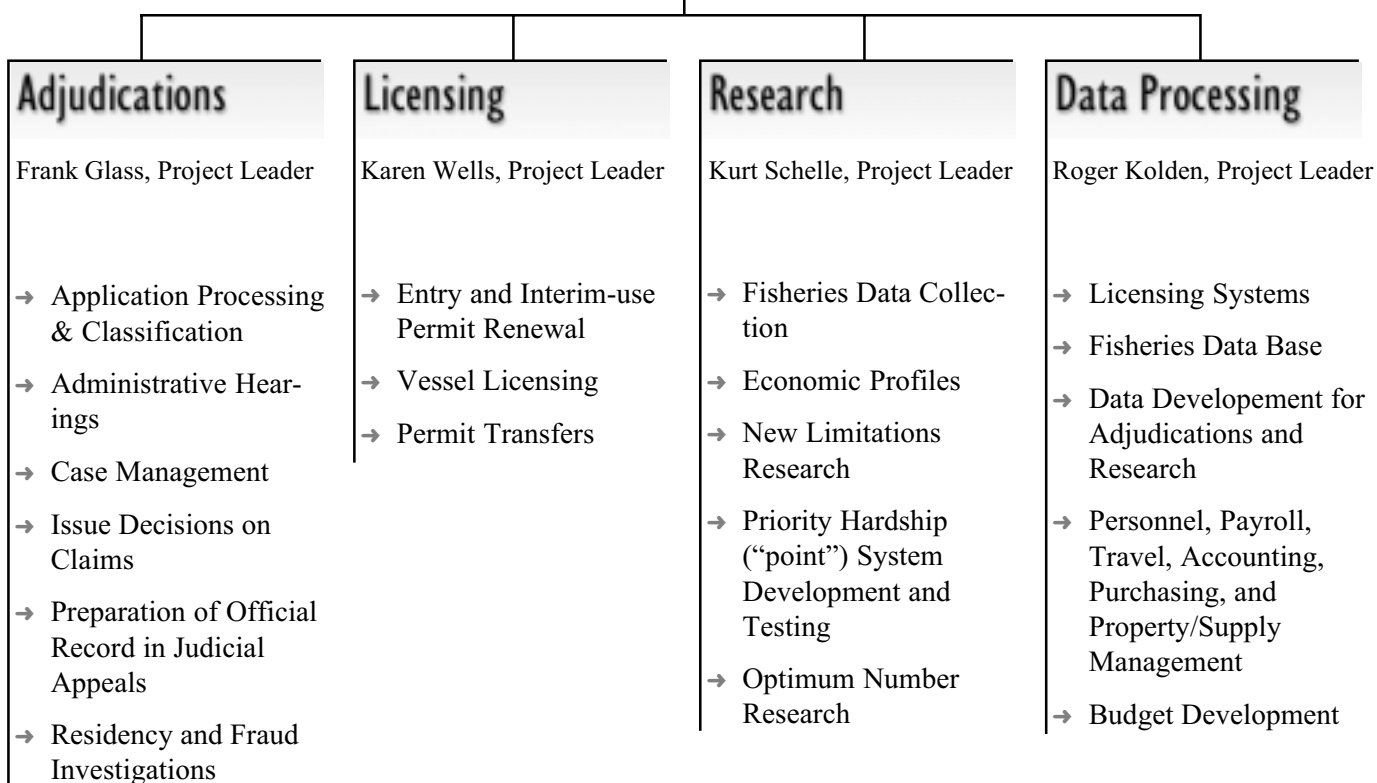 Adjudications
Frank Glass, Project Leader
Application Processing
& Classification
Administrative Hear-
ings
Case Management
Issue Decisions on
Claims
Preparation of Official
Record in Judicial
Appeals
Residency and Fraud
Investigations
Licensing
Karen Wells, Project Leader
Entry and Interim-use
Permit Renewal
Vessel Licensing
Permit Transfers
Research
Kurt Schelle, Project Leader
Fisheries Data Collec-
tion
Economic Profiles
New Limitations
Research
Priority Hardship
(“point”) System
Development and
Testing
Optimum Number
Research
Data Processing
Roger Kolden, Project Leader
Licensing Systems
Fisheries Data Base
Data Developement for
Adjudications and
Research
Personnel, Payroll,
Travel, Accounting,
Purchasing, and
Property/Supply
Management
Budget Development